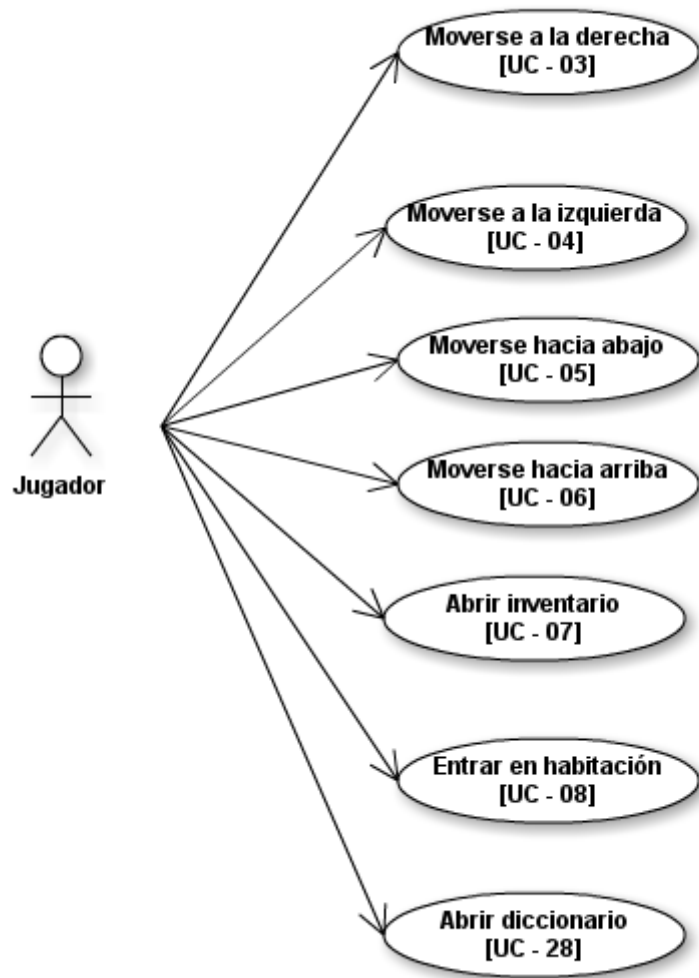 Moverse a la derecha
[UC - 03]
Moverse a la izquierda
[UC - 04]
Moverse hacia abajo
[UC - 05]
Moverse hacia arriba
[UC - 06]
Jugador
Abrir inventario
[UC - 07]
Entrar en habitación
[UC - 08]
Abrir diccionario
[UC - 28]